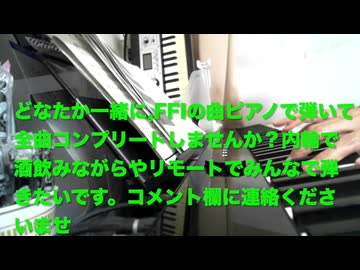 どなたか一緒に,FFIの曲ピアノで弾いて
全曲コンプリートしませんか？内輪で
酒飲みながらやリモートでみんなで弾
きたいです。コメント欄に連絡くださ
いませ